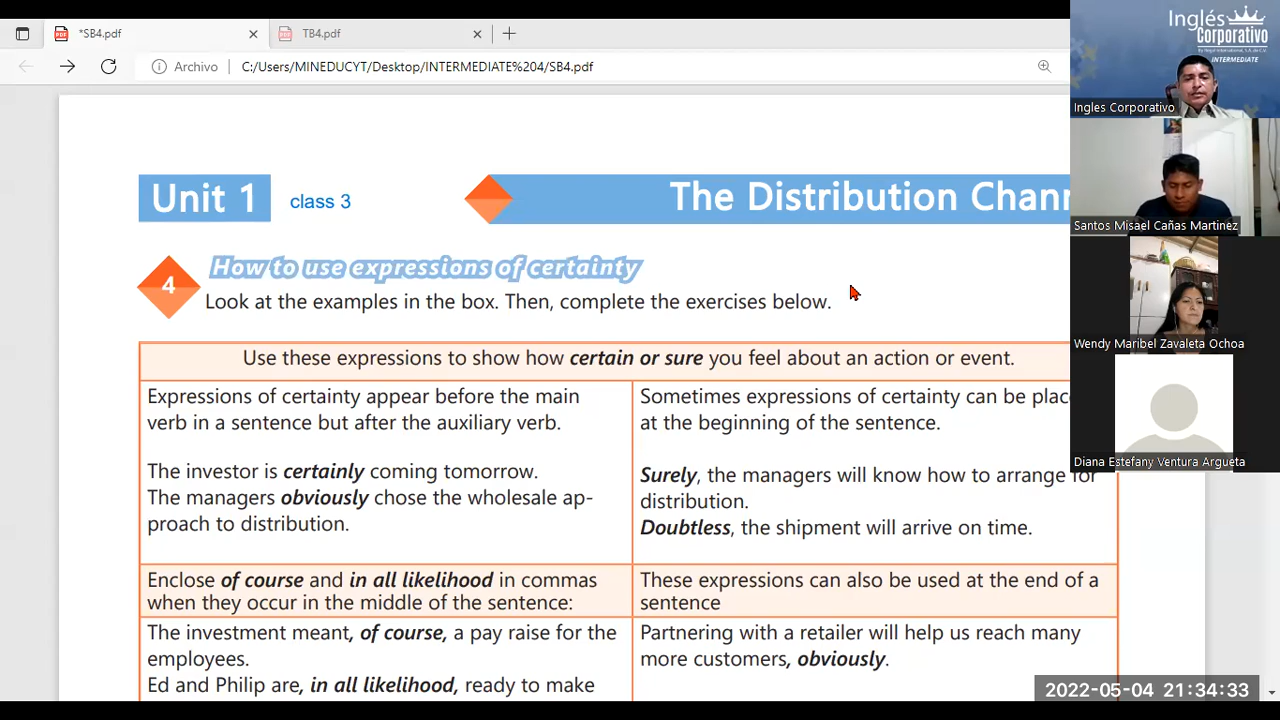 *SB4.pdf
TB4.pdf
Archivo
C:/Users/MINEDUCYT/Desktop/INTERMEDIATE%204/SB4.pdf
Unit 1
class 3
The Distribution Chann
4
How to use expressions of certainty
Look at the examples in the box. Then, complete the exercises below.
Use these expressions to show how certain or sure you feel about an action or event.
Expressions of certainty appear before the main
verb in a sentence but after the auxiliary verb.
The investor is certainly coming tomorrow.
The managers obviously chose the wholesale ap-
proach to distribution.
Sometimes expressions of certainty can be plac
at the beginning of the sentence.
Surely, the managers will know how to arrange for
distribution.
Doubtless, the shipment will arrive on time.
Enclose of course and in all likelihood in commas
when they occur in the middle of the sentence:
These expressions can also be used at the end of a
sentence
The investment meant, of course, a pay raise for the
employees.
Ed and Philip are, in all likelihood, ready to make
Partnering with a retailer will help us reach many
more customers, obviously.
Inglés
Corporativo
INTERMEDIATE
Ingles Corporativo
Santos Misael Cañas Martinez
Wendy Maribel Zavaleta Ochoa
Diana Estefany Ventura Argueta
2022-05-04 21:34:33